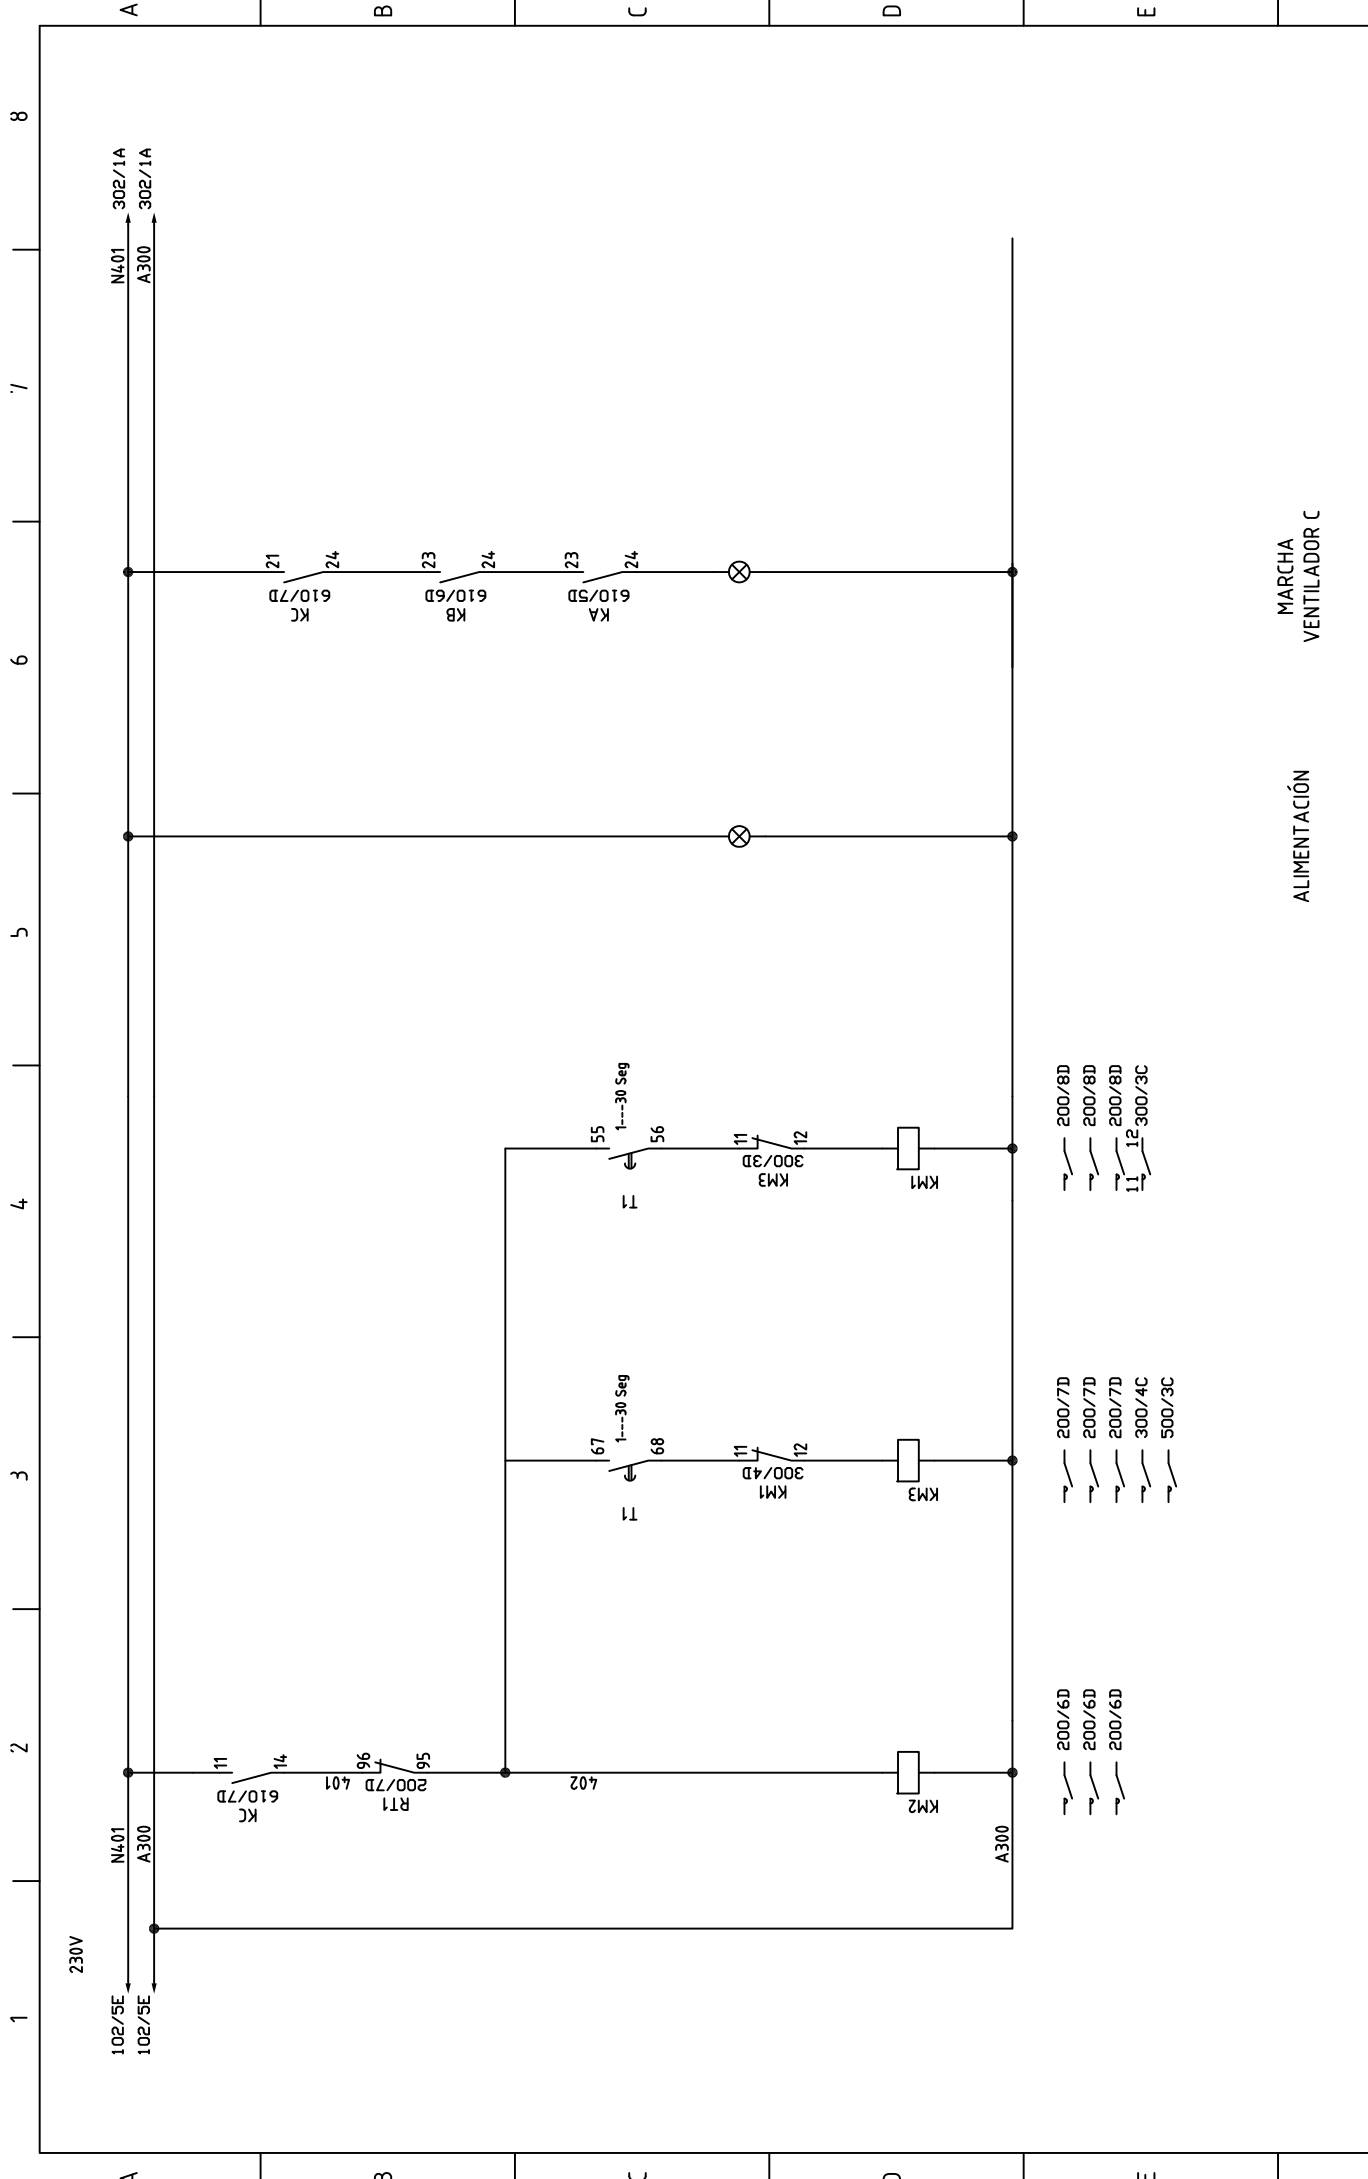 1
2
3
4
5
6
7
8
A
B
C
D
E
230V
102/5E
N401
N401
302/1A
102/5E
A300
A300
302/1A
KC
610/7D
11
14
401
RT1
200/7D
96
95
402
KM2
A300
200/6D
200/6D
200/6D
T1
67
68
1---30 Seg
KM1
300/4D
11
12
KM3
200/7D
200/7D
200/7D
300/4C
500/3C
T1
55
56
1---30 Seg
KM3
300/3D
11
12
KM1
200/8D
200/8D
200/8D
11 12 300/3C
ALIMENTACIÓN
KC
610/7D
21
24
KB
610/6D
23
24
KA
610/5D
23
24
MARCHA
VENTILADOR C
A
B
C
D
E